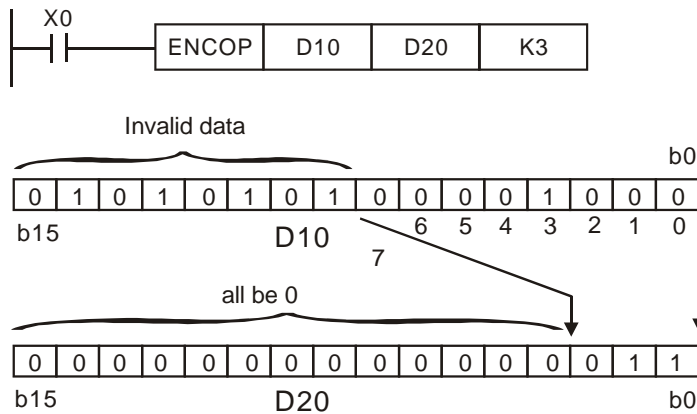 X0
ENCOP D10 D20 K3
Invalid data
b0
0 1 0 1 0 1 0 1 0 0 0 0 1 0 0 0
b15 D10 7 6 5 4 3 2 1 0
all be 0
0 0 0 0 0 0 0 0 0 0 0 0 0 0 1 1
b15 D20 b0